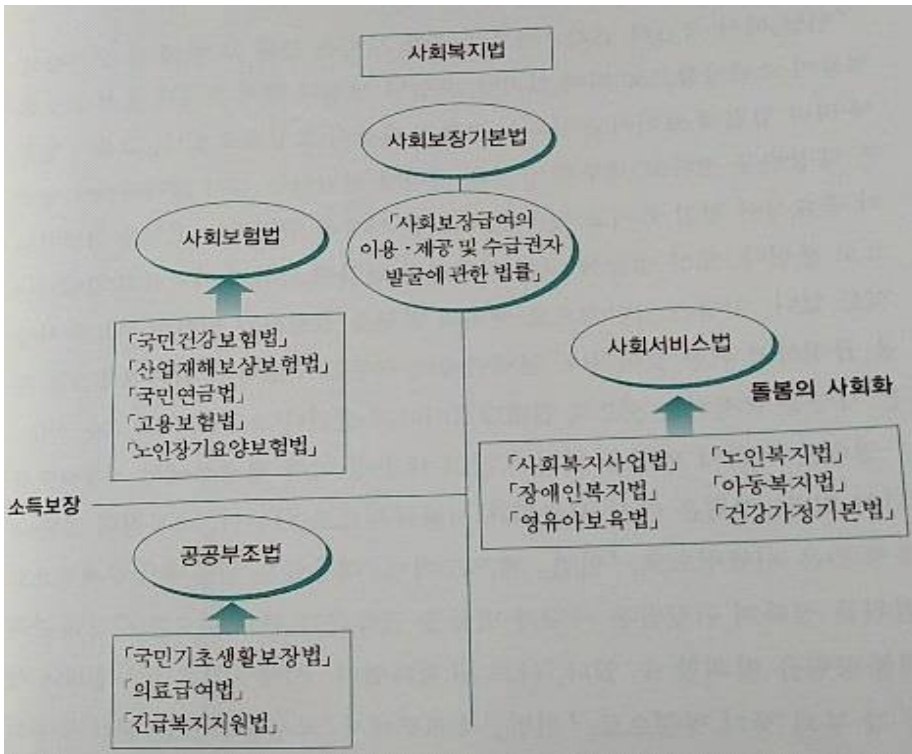 사회복지법
사회보장기본법
「사회보장급여의
이용·제공 및 수급권자
발굴에 관한 법률」
사회보험법
「국민건강보험법」
「산업재해보상보험법」
「국민연금법」
「고용보험법」
「노인장기요양보험법」
사회서비스법
돌봄의 사회화
「사회복지사업법」 「노인복지법」
「장애인복지법」 「아동복지법」
「영유아보육법」 「건강가정기본법」
소득보장
공공부조법
「국민기초생활보장법」
「의료급여법」
「긴급복지지원법」